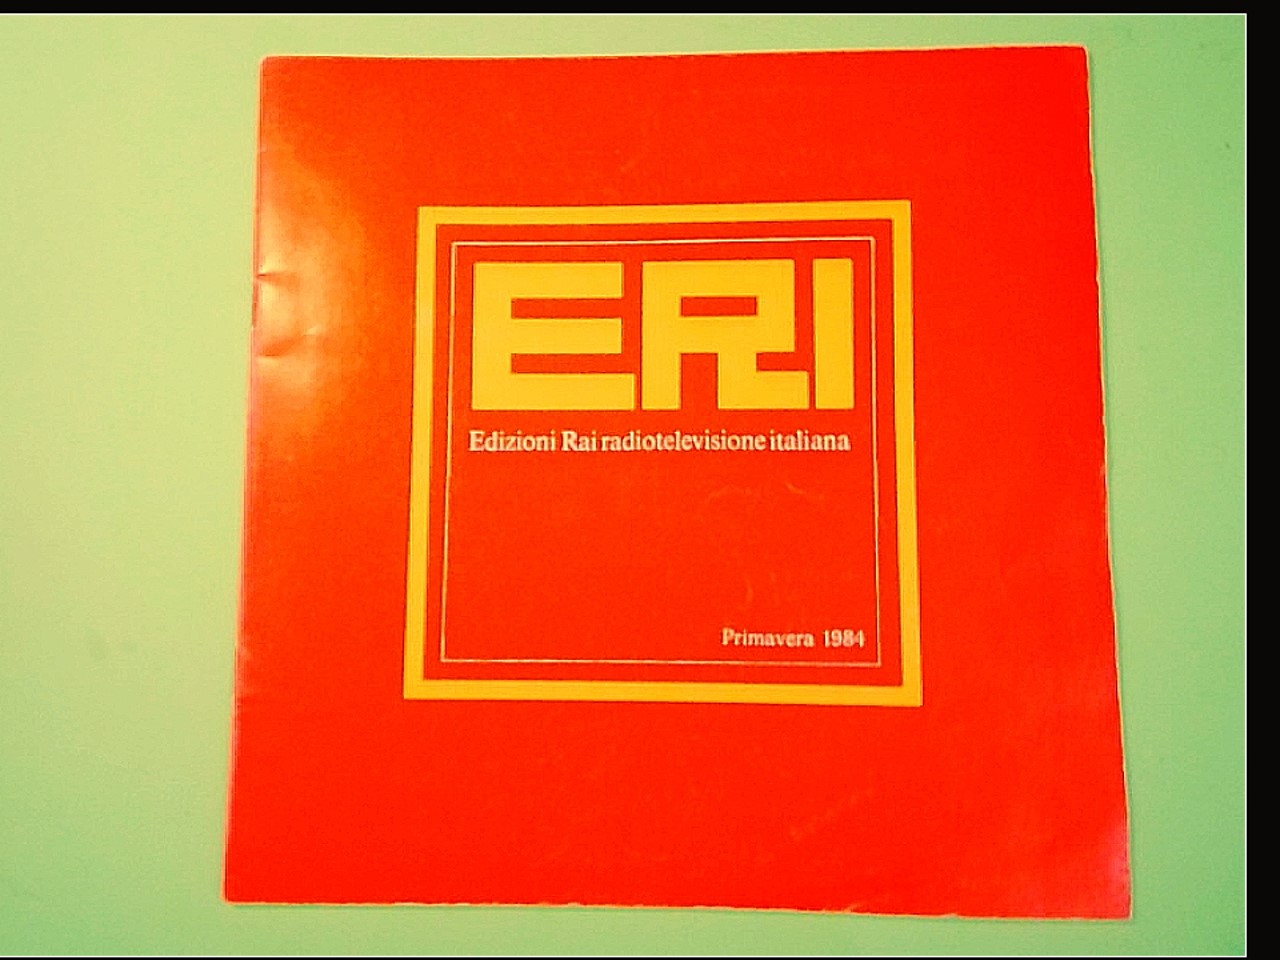 ERI
Edizioni Rai radiotelevisione italiana
Primavera 1984